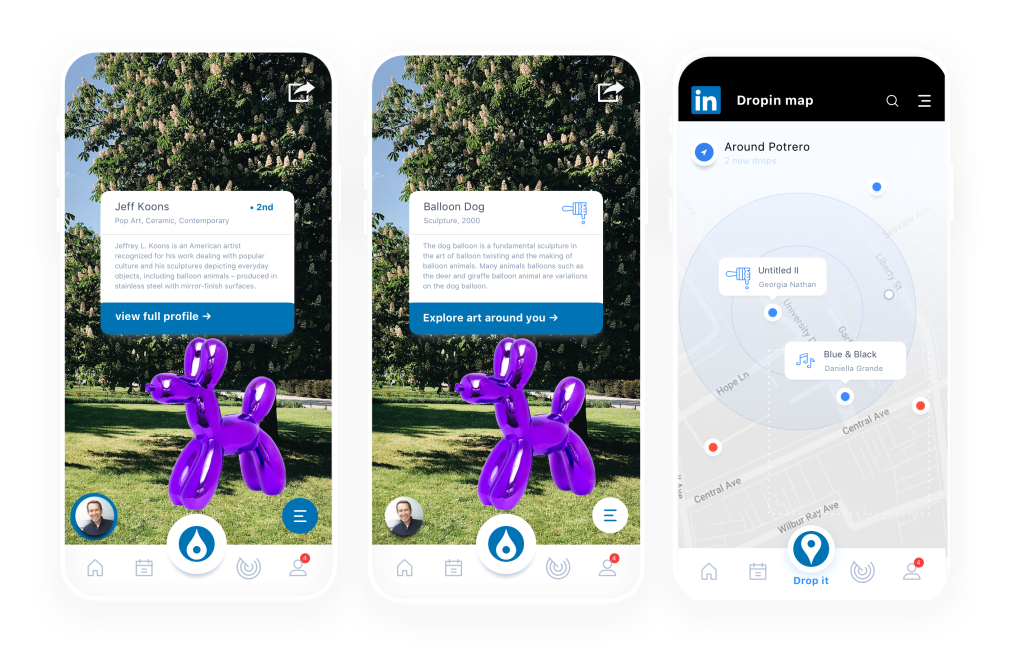 Jeff Koons
• 2nd
Pop Art, Ceramic, Contemporary
Jeffrey L. Koons is an American artist
recognized for his work dealing with popular
culture and his sculptures depicting everyday
objects, including balloon animals – produced in
stainless steel with mirror-finish surfaces.
view full profile →
4
Balloon Dog
Sculpture, 2000
The dog balloon is a fundamental sculpture in
the art of balloon twisting and the making of
balloon animals. Many animals balloons such as
the deer and giraffe balloon animal are variations
on the dog balloon.
Explore art around you →
4
in
Dropin map
Around Potrero
2 new drops
Liberty St
Untitled II
Georgia Nathan
University
Blue & Black
Daniella Grande
Hope Ln
Central Ave
Central Ave
Wilbur Ray Ave
Drop it
4